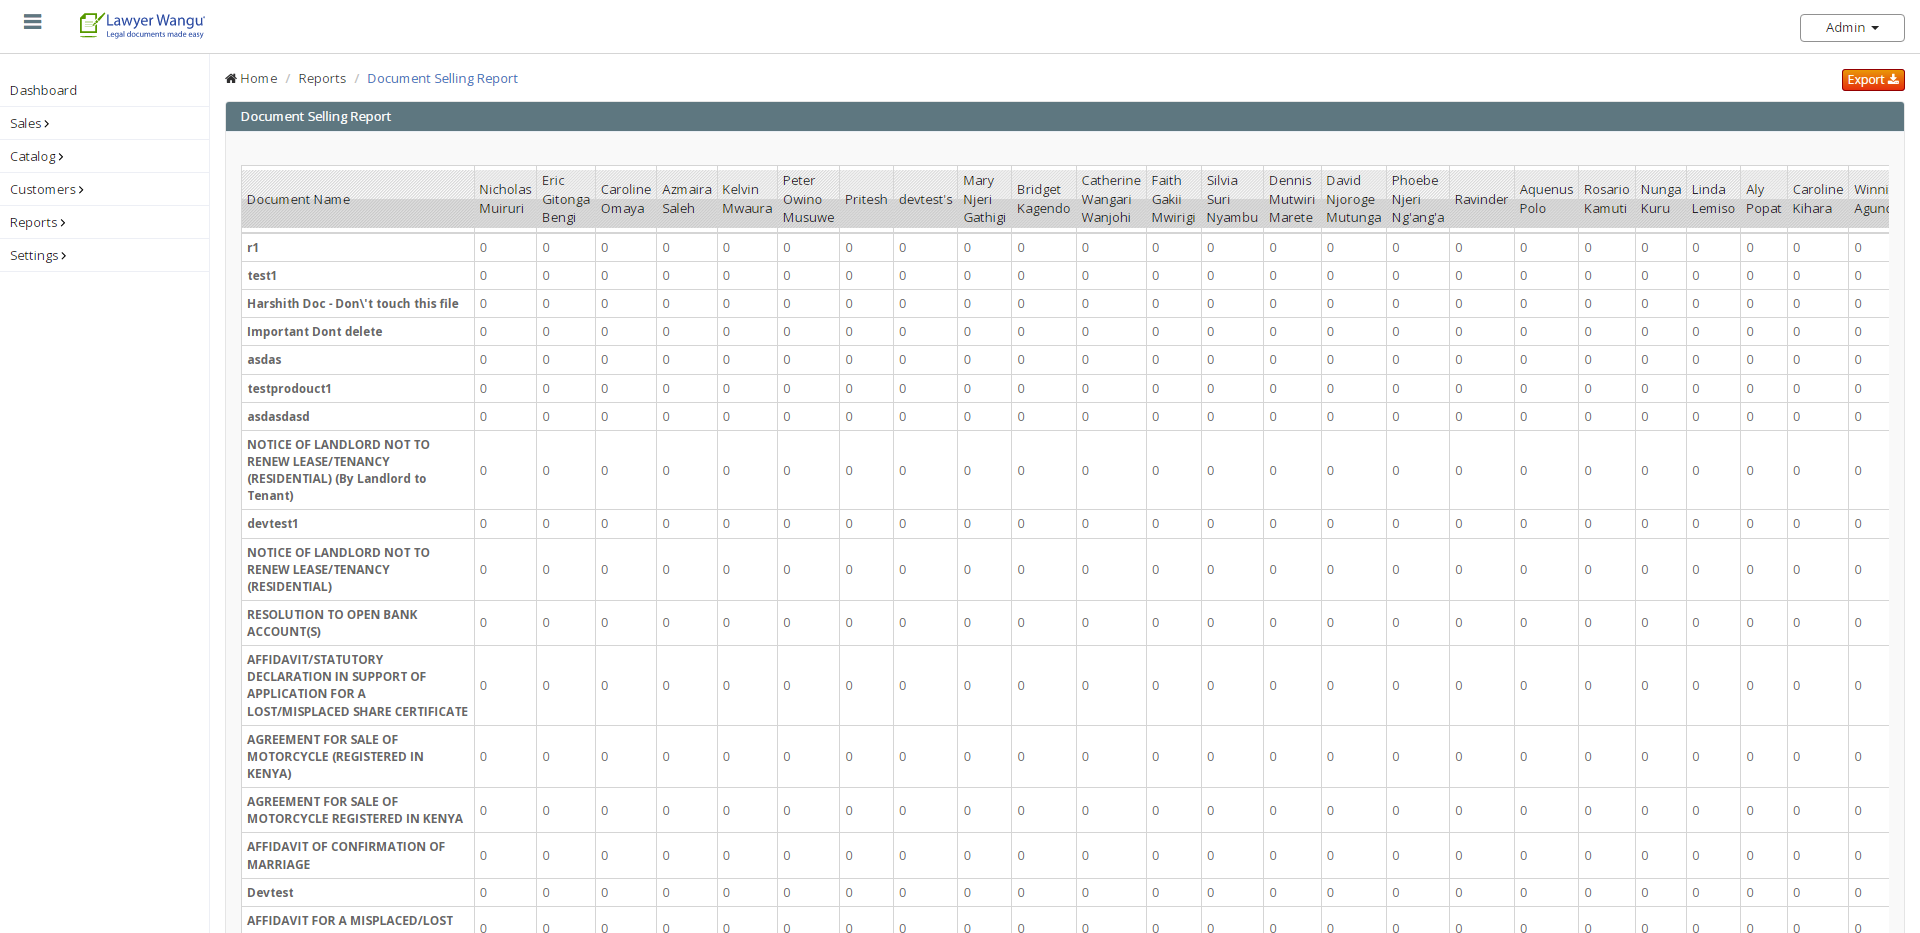 Lawyer Wangu
Legal documents made easy
Admin
Dashboard
Sales
Catalog
Customers
Reports
Settings
Home / Reports / Document Selling Report
Export
Document Selling Report
Document Name Nicholas Muiruri Eric Gitonga Bengi Caroline Omaya Azmaira Saleh Kelvin Mwaura Peter Owino Musuwe Pritesh devtest's Mary Njeri Gathigi Bridget Kagendo Catherine Wangari Wanjohi Faith Gakii Mwirigi Silvia Suri Nyambu Dennis Mutwiri Marete David Njoroge Mutunga Phoebe Njeri Ng'ang'a Ravinder Aquenus Polo Rosario Kamuti Nunga Kuru Linda Lemiso Aly Popat Caroline Kihara
r1 0 0 0 0 0 0 0 0 0 0 0 0 0 0 0 0 0 0 0 0 0 0 0 0
test1 0 0 0 0 0 0 0 0 0 0 0 0 0 0 0 0 0 0 0 0 0 0 0 0
Harshith Doc - Don\'t touch this file 0 0 0 0 0 0 0 0 0 0 0 0 0 0 0 0 0 0 0 0 0 0 0 0
Important Dont delete 0 0 0 0 0 0 0 0 0 0 0 0 0 0 0 0 0 0 0 0 0 0 0 0
asdas 0 0 0 0 0 0 0 0 0 0 0 0 0 0 0 0 0 0 0 0 0 0 0 0
testprodouct1 0 0 0 0 0 0 0 0 0 0 0 0 0 0 0 0 0 0 0 0 0 0 0 0
asdasdasd 0 0 0 0 0 0 0 0 0 0 0 0 0 0 0 0 0 0 0 0 0 0 0 0
NOTICE OF LANDLORD NOT TO
RENEW LEASE/TENANCY
(RESIDENTIAL) (By Landlord to
Tenant) 0 0 0 0 0 0 0 0 0 0 0 0 0 0 0 0 0 0 0 0 0 0 0 0
devtest1 0 0 0 0 0 0 0 0 0 0 0 0 0 0 0 0 0 0 0 0 0 0 0 0
NOTICE OF LANDLORD NOT TO
RENEW LEASE/TENANCY
(RESIDENTIAL) 0 0 0 0 0 0 0 0 0 0 0 0 0 0 0 0 0 0 0 0 0 0 0 0
RESOLUTION TO OPEN BANK
ACCOUNT(S) 0 0 0 0 0 0 0 0 0 0 0 0 0 0 0 0 0 0 0 0 0 0 0 0
AFFIDAVIT/STATUTORY
DECLARATION IN SUPPORT OF
APPLICATION FOR A
LOST/MISPLACED SHARE CERTIFICATE 0 0 0 0 0 0 0 0 0 0 0 0 0 0 0 0 0 0 0 0 0 0 0 0
AGREEMENT FOR SALE OF
MOTORCYCLE (REGISTERED IN
KENYA) 0 0 0 0 0 0 0 0 0 0 0 0 0 0 0 0 0 0 0 0 0 0 0 0
AGREEMENT FOR SALE OF
MOTORCYCLE REGISTERED IN KENYA 0 0 0 0 0 0 0 0 0 0 0 0 0 0 0 0 0 0 0 0 0 0 0 0
AFFIDAVIT OF CONFIRMATION OF
MARRIAGE 0 0 0 0 0 0 0 0 0 0 0 0 0 0 0 0 0 0 0 0 0 0 0 0
Devtest 0 0 0 0 0 0 0 0 0 0 0 0 0 0 0 0 0 0 0 0 0 0 0 0
AFFIDAVIT FOR A MISPLACED/LOST 0 0 0 0 0 0 0 0 0 0 0 0 0 0 0 0 0 0 0 0 0 0 0 0